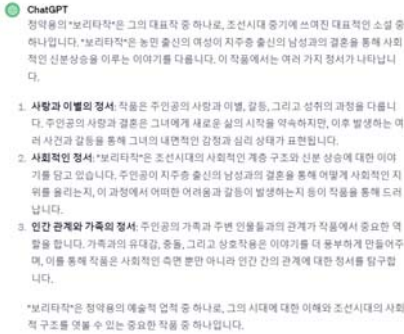 ChatGPT
정약용의 "보리타작"은 그의 대표작 중 하나로, 조선시대 중기에 쓰여진 대표적인 소설 중
하나입니다. "보리타작"은 농민 출신의 여성이 지주층 출신의 남성과의 결혼을 통해 사회
적인 신분상승을 이루는 이야기를 다룹니다. 이 작품에서는 여러 가지 정서가 나타납니
다.
1. 사랑과 이별의 정서: 작품은 주인공의 사랑과 이별, 갈등, 그리고 성취의 과정을 다룹니
다. 주인공의 사랑과 결혼은 그녀에게 새로운 삶의 시작을 약속하지만, 이후 발생하는 여
러 사건과 갈등을 통해 그녀의 내면적인 감정과 심리 상태가 표현됩니다.
2. 사회적인 정서: "보리타작"은 조선시대의 사회적인 계층 구조와 신분 상승에 대한 이야
기를 담고 있습니다. 주인공이 지주층 출신의 남성과의 결혼을 통해 어떻게 사회적인 지
위를 올리는지, 이 과정에서 어떠한 어려움과 갈등이 발생하는지 등이 작품을 통해 드러
납니다.
3. 인간 관계와 가족의 정서: 주인공의 가족과 주변 인물들과의 관계가 작품에서 중요한 역
할을 합니다. 가족과의 유대감, 충돌, 그리고 상호작용은 이야기를 더 풍부하게 만들어주
며, 이를 통해 작품은 사회적인 측면 뿐만 아니라 인간 간의 관계에 대한 정서를 탐구합
니다.
"보리타작"은 정약용의 예술적 업적 중 하나로, 그의 시대에 대한 이해와 조선시대의 사회
적 구조를 엿볼 수 있는 중요한 작품 중 하나입니다.